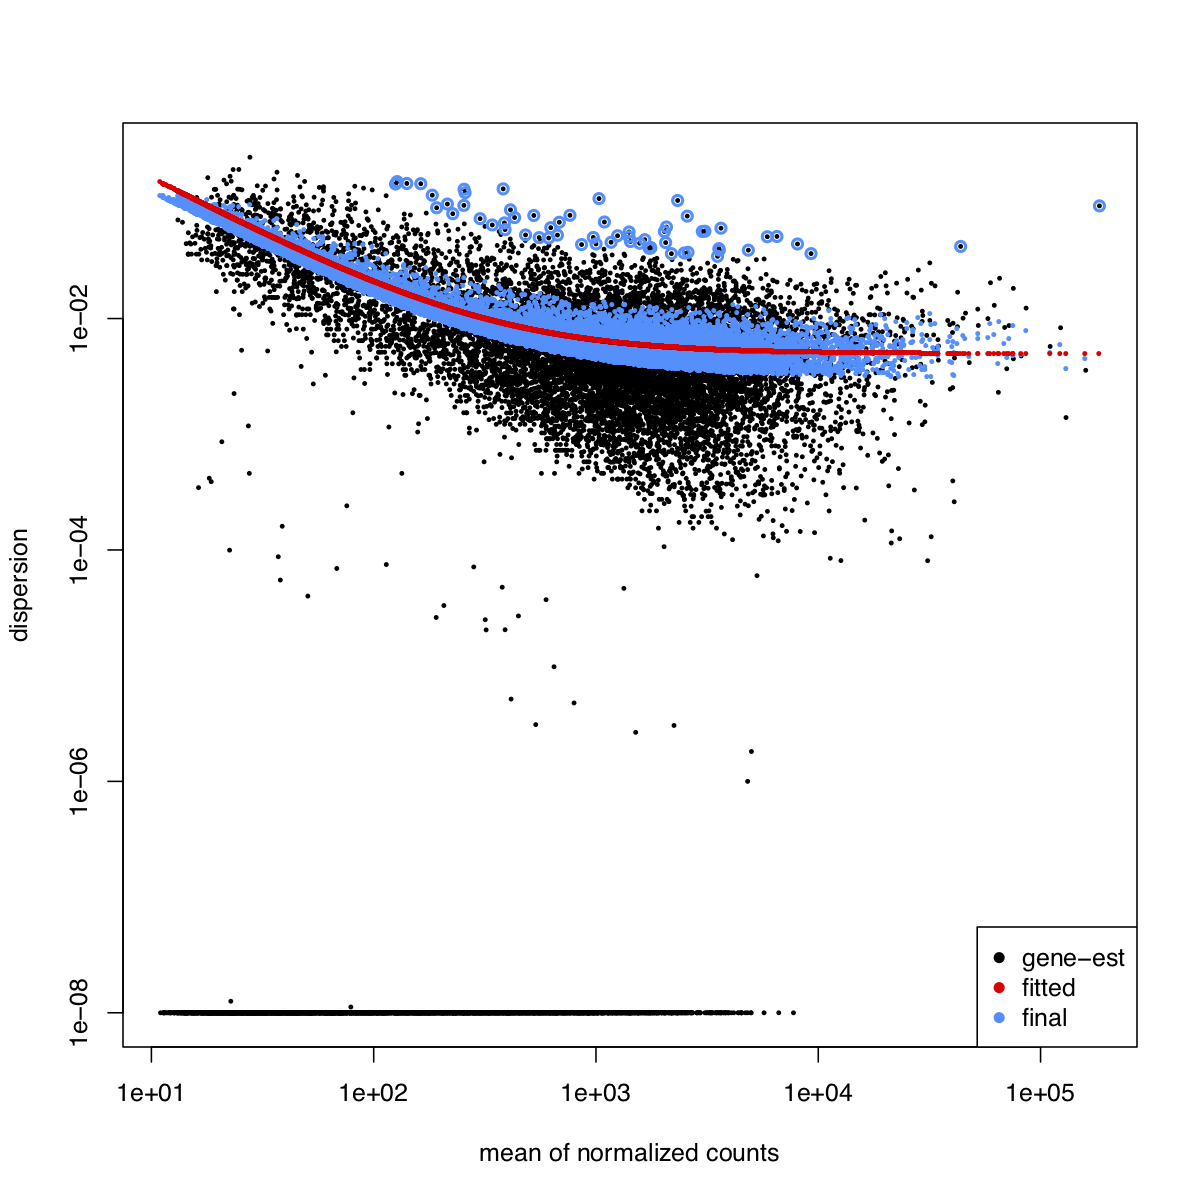 dispersion
1e−02
1e−04
1e−06
1e−08
gene−est
fitted
final
1e+01
1e+02
1e+03
1e+04
1e+05
mean of normalized counts